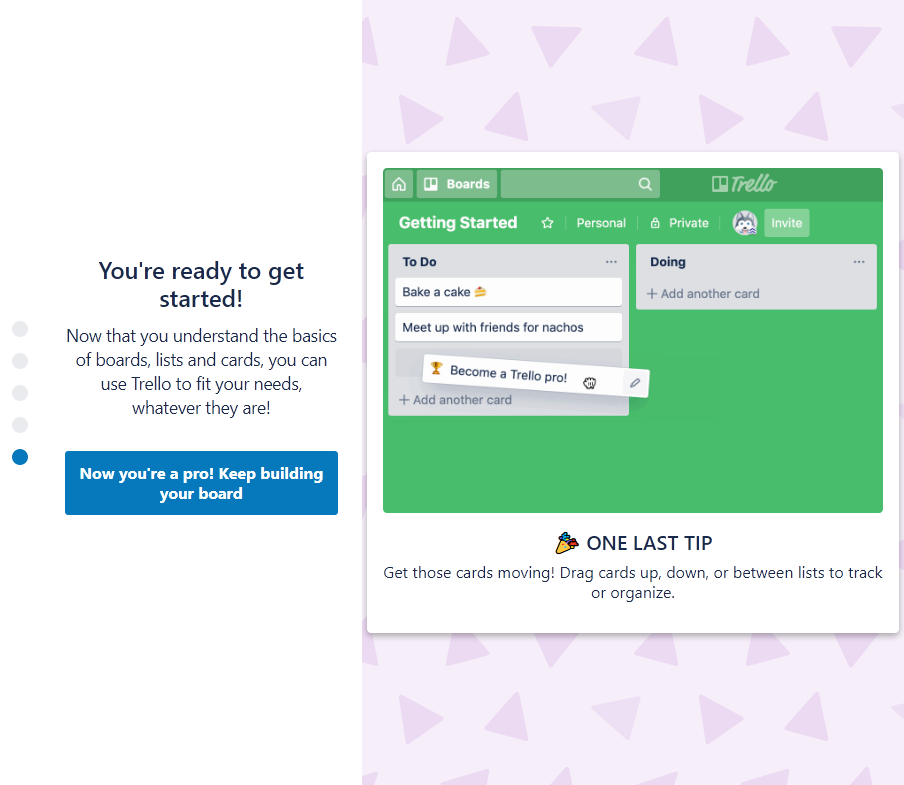 You're ready to get
started!
Now that you understand the basics
of boards, lists and cards, you can
use Trello to fit your needs,
whatever they are!
Now you're a pro! Keep building
your board
Boards
Trello
Getting Started
Personal
Private
Invite
To Do
Bake a cake 🍰
Meet up with friends for nachos
🏆 Become a Trello pro!
+ Add another card
Doing
+ Add another card
🎉 ONE LAST TIP
Get those cards moving! Drag cards up, down, or between lists to track
or organize.